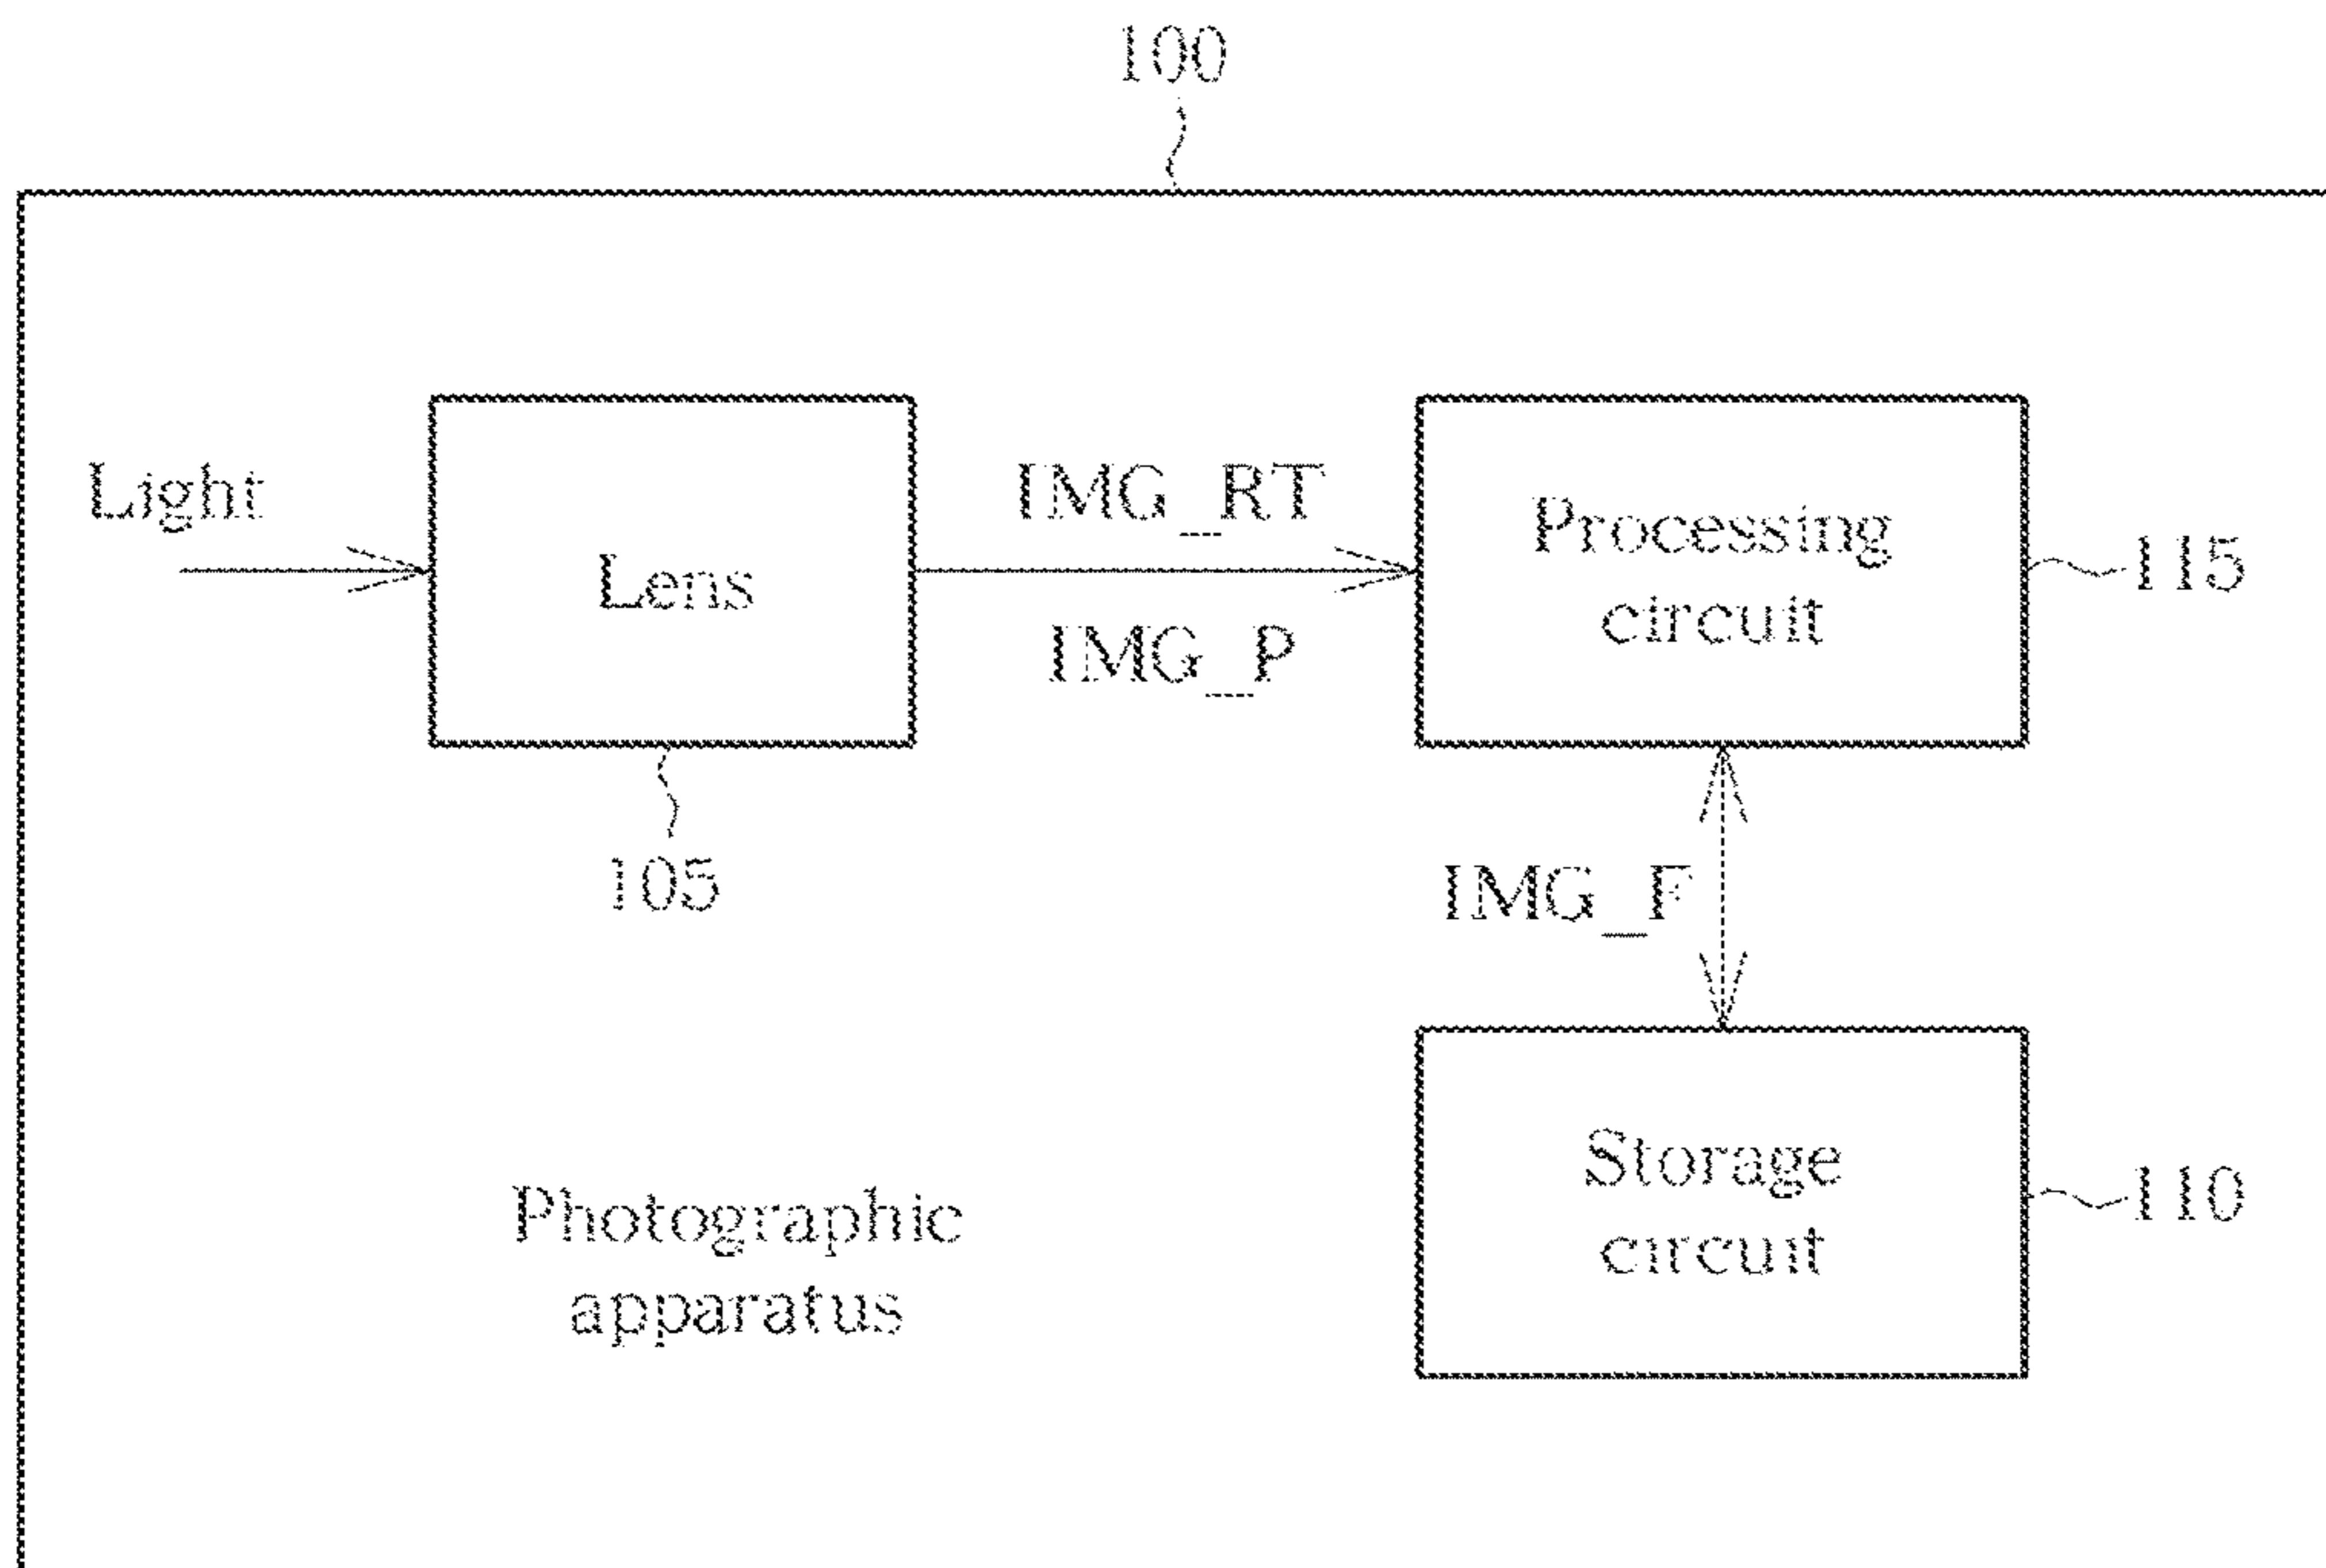 100
Light
Lens
IMG_RT
IMG_P
Processing
circuit
115
105
IMG_F
Storage
circuit
110
Photographic
apparatus